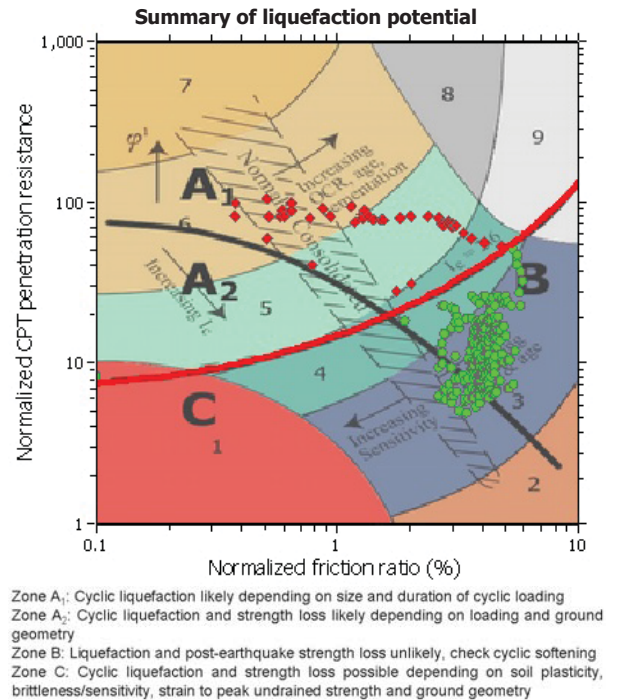 Summary of liquefaction potential
1,000
7
8
9
φ'
Increasing
OCR, age,
cementation
A1
100
6
A2
Increasing Ic
5
B
10
4
3
C
1
Increasing
Sensitivity
2
1
0.1
1
10
Normalized CPT penetration resistance
Normalized friction ratio (%)
Zone A1: Cyclic liquefaction likely depending on size and duration of cyclic loading
Zone A2: Cyclic liquefaction and strength loss likely depending on loading and ground
geometry
Zone B: Liquefaction and post-earthquake strength loss unlikely, check cyclic softening
Zone C: Cyclic liquefaction and strength loss possible depending on soil plasticity,
brittleness/sensitivity, strain to peak undrained strength and ground geometry